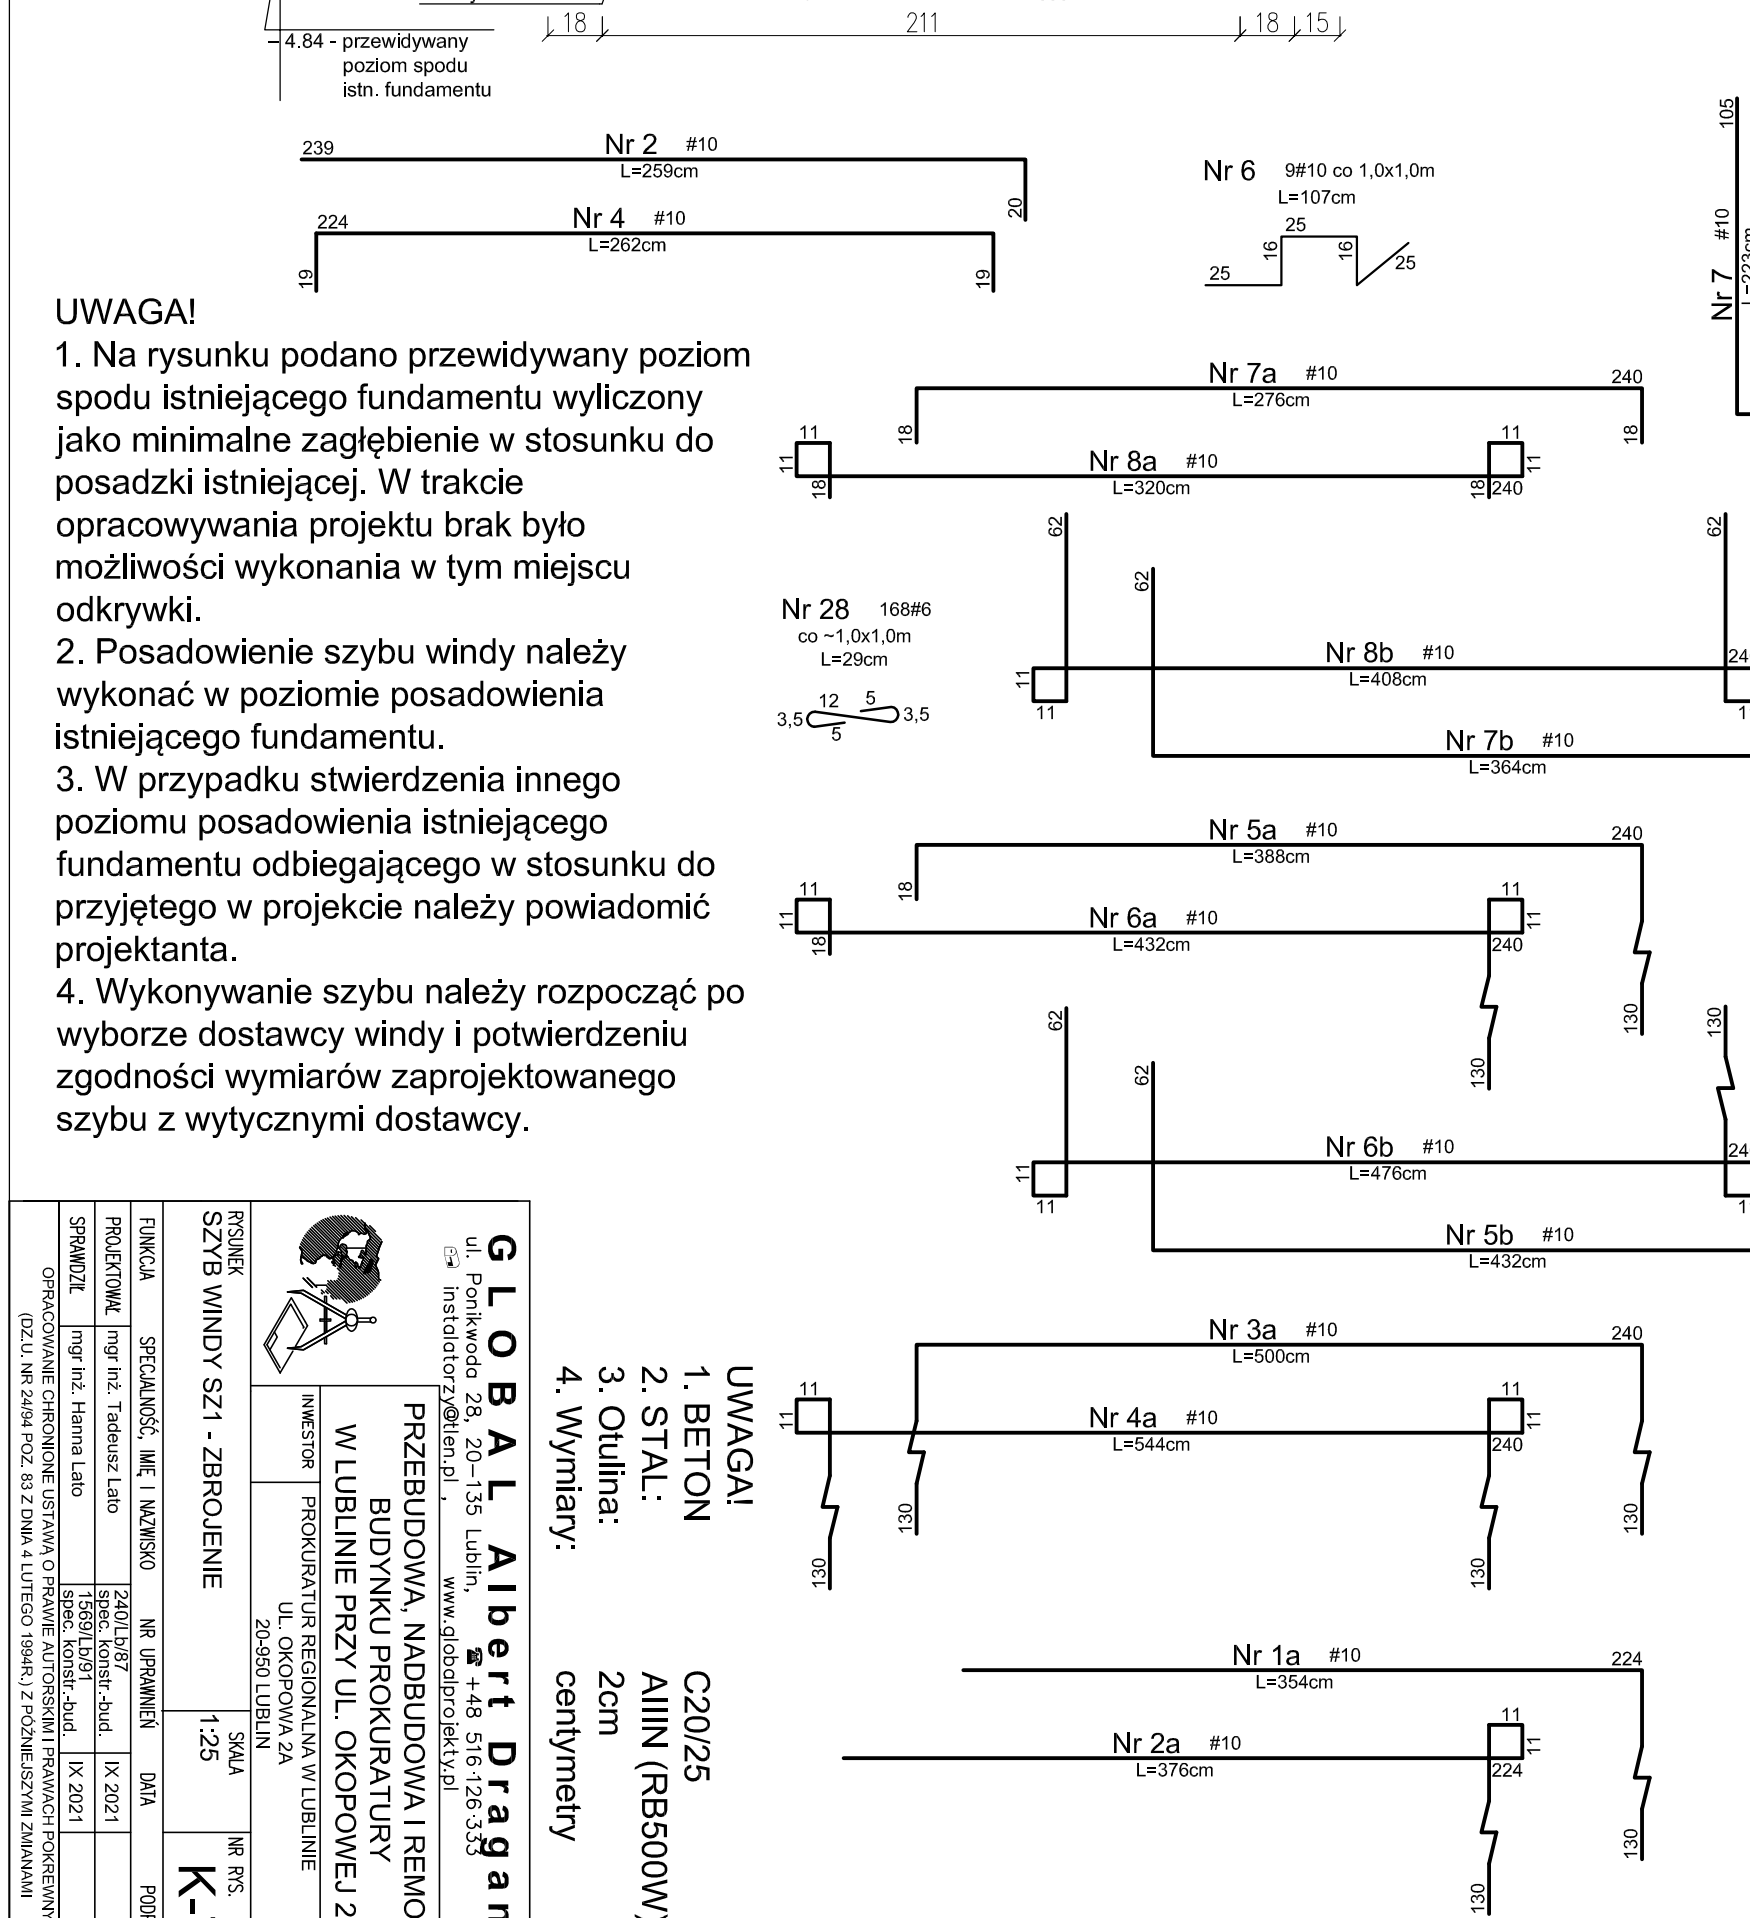 18 211 18 15
- 4.84 - przewidywany
poziom spodu
istn. fundamentu
239 Nr 2 #10
L=259cm
20
224 Nr 4 #10
L=262cm
19 19
Nr 6 9#10 co 1,0x1,0m
L=107cm
25
16 16
25 25
105
Nr 7 #10
UWAGA!
1. Na rysunku podano przewidywany poziom
spodu istniejącego fundamentu wyliczony
jako minimalne zagłębienie w stosunku do
posadzki istniejącej. W trakcie
opracowywania projektu brak było
możliwości wykonania w tym miejscu
odkrywki.
2. Posadowienie szybu windy należy
wykonać w poziomie posadowienia
istniejącego fundamentu.
3. W przypadku stwierdzenia innego
poziomu posadowienia istniejącego
fundamentu odbiegającego w stosunku do
przyjętego w projekcie należy powiadomić
projektanta.
4. Wykonywanie szybu należy rozpocząć po
wyborze dostawcy windy i potwierdzeniu
zgodności wymiarów zaprojektowanego
szybu z wytycznymi dostawcy.
Nr 7a #10 240
L=276cm
18 18
11 11
11 Nr 8a #10 11
L=320cm
18 18 240
62 62
Nr 28 168#6
co ~1,0x1,0m
L=29cm
12 5
3,5 3,5
5
62
Nr 8b #10
L=408cm
11
11
Nr 7b #10
L=364cm
Nr 5a #10 240
L=388cm
18 130
11 11
11 Nr 6a #10 11
L=432cm
18 240
130
62 130
62
Nr 6b #10
L=476cm
11
11
Nr 5b #10
L=432cm
Nr 3a #10 240
L=500cm
130 130
11 11
11 Nr 4a #10 11
L=544cm
240
130 130
Nr 1a #10 224
L=354cm
130
11
Nr 2a #10 11
L=376cm
224
130
UWAGA!
1. BETON C20/25
2. STAL: AIIIN (RB500W)
3. Otulina: 2cm
4. Wymiary: centymetry
GLOBAL Albert Dragan
ul. Ponikwoda 28, 20-135 Lublin, +48 516·126·333
instalatorzy@tlen.pl , www.globalprojekty.pl
PRZEBUDOWA, NADBUDOWA I REMO
BUDYNKU PROKURATURY
W LUBLINIE PRZY UL. OKOPOWEJ 2
INWESTOR PROKURATUR REGIONALNA W LUBLINIE
UL. OKOPOWA 2A
20-950 LUBLIN
RYSUNEK SKALA NR RYS.
SZYB WINDY SZ1 - ZBROJENIE 1:25 K-
FUNKCJA SPECJALNOŚĆ, IMIĘ I NAZWISKO NR UPRAWNIEŃ DATA
PROJEKTOWAŁ mgr inż. Tadeusz Lato 240/Lb/87 spec. konstr.-bud. IX 2021
SPRAWDZIŁ mgr inż. Hanna Lato 1569/Lb/91 spec. konstr.-bud. IX 2021
OPRACOWANIE CHRONIONE USTAWĄ O PRAWIE AUTORSKIM I PRAWACH POKREWNY
(DZ.U. NR 24/94 POZ. 83 Z DNIA 4 LUTEGO 1994R.) Z PÓŹNIEJSZYMI ZMIANAMI